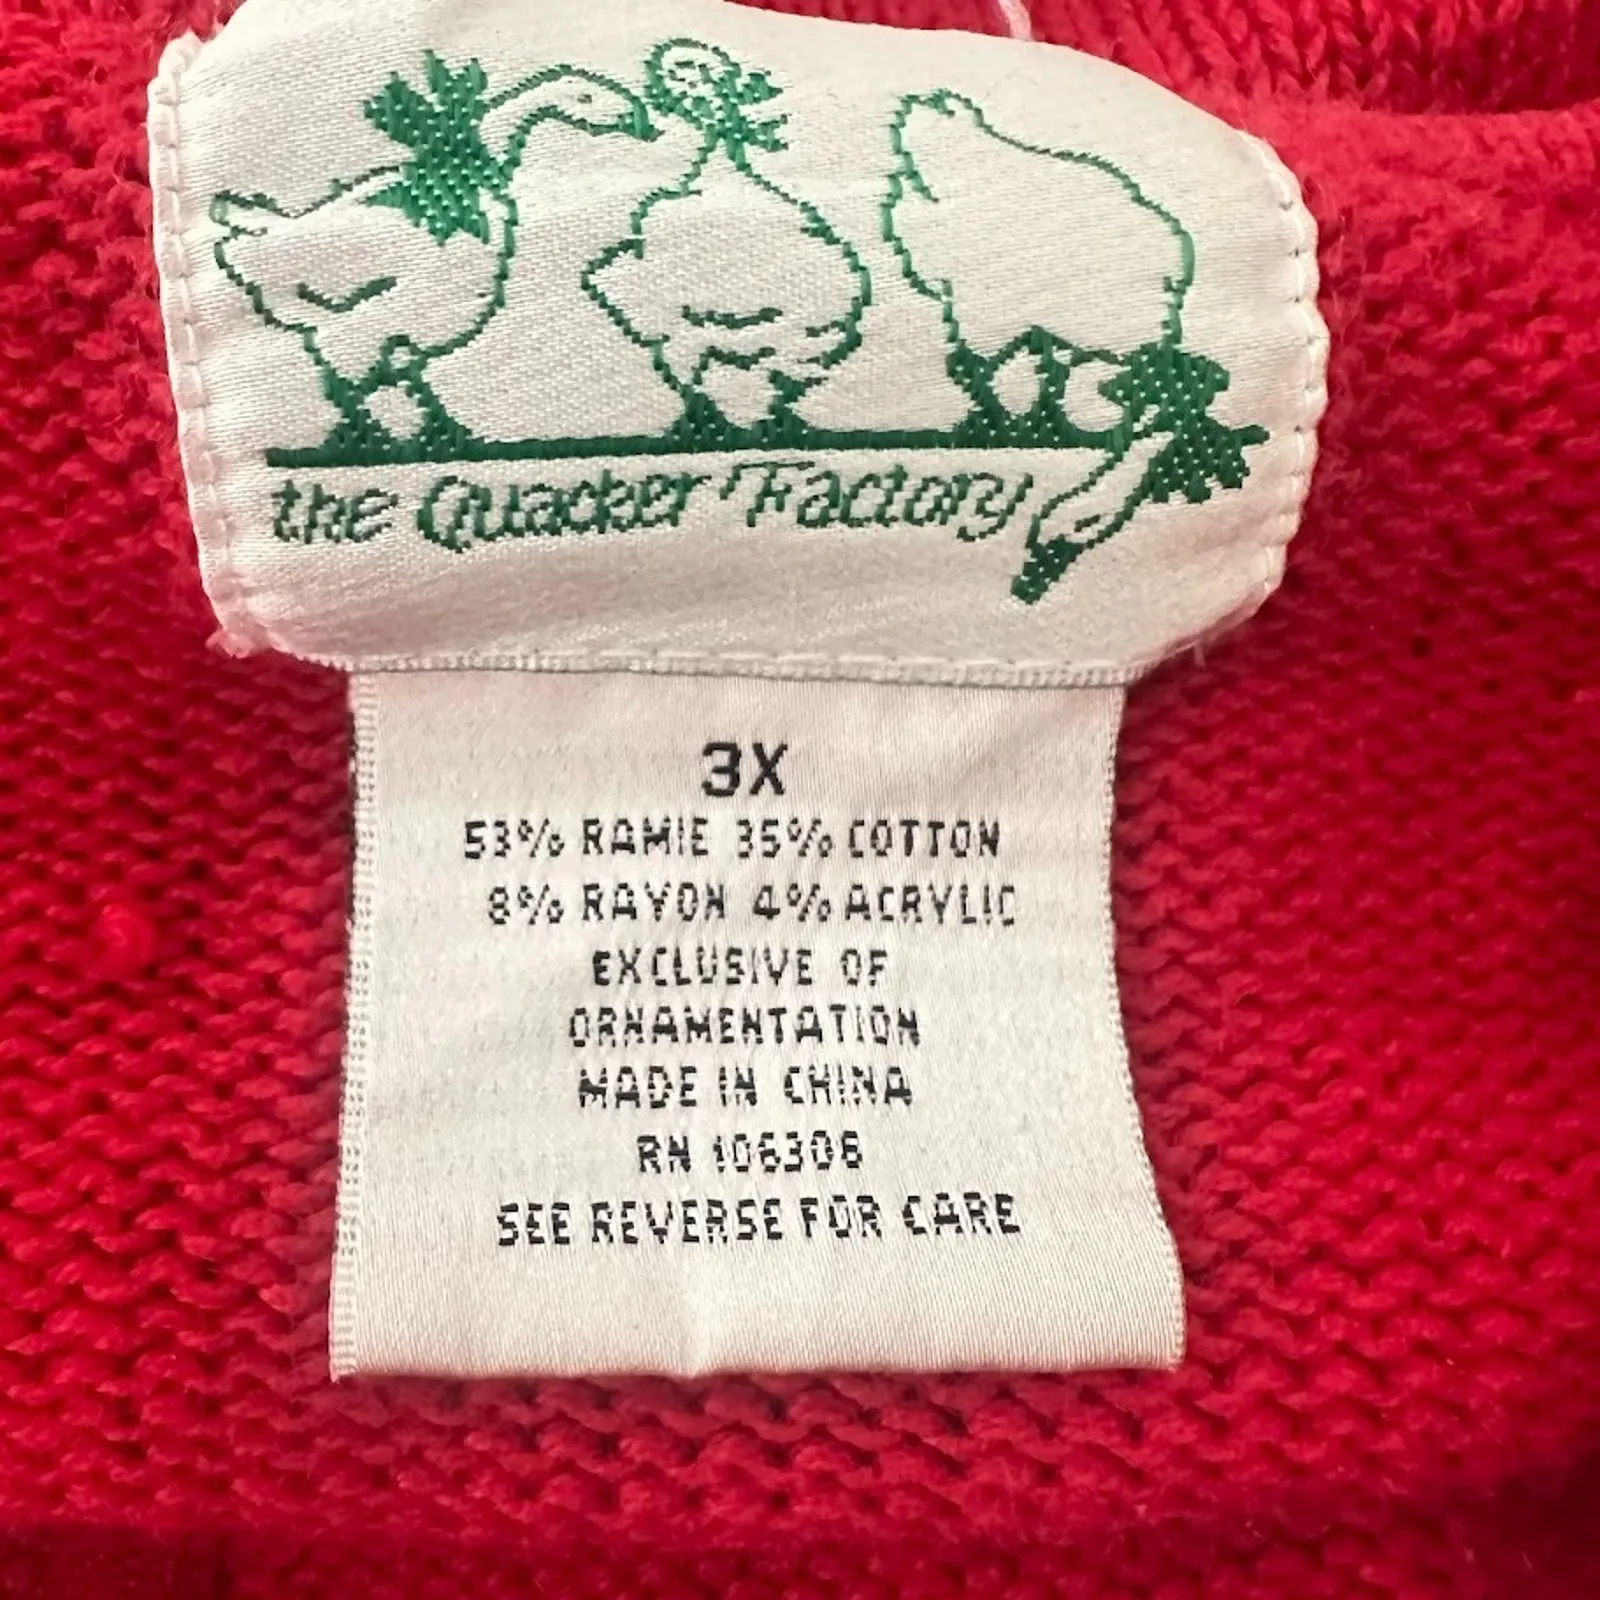 the Quacker Factory
3X
53% RAMIE 35% COTTON
8% RAYON 4% ACRYLIC
EXCLUSIVE OF
ORNAMENTATION
MADE IN CHINA
RN 106308
SEE REVERSE FOR CARE